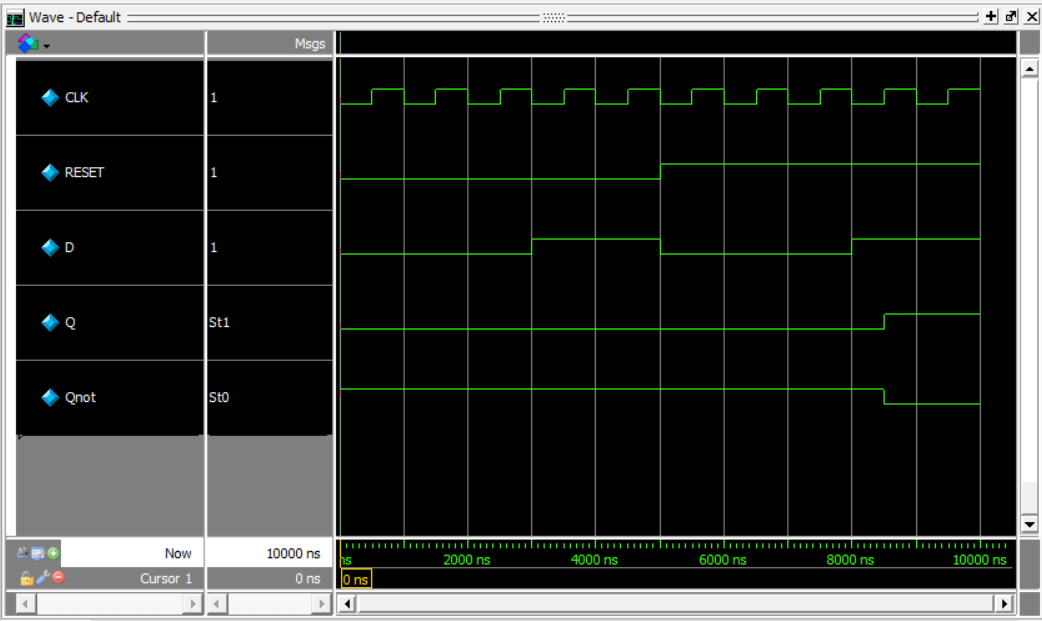 Wave - Default
Msgs
CLK 1
RESET 1
D 1
Q St1
Qnot St0
Now 10000 ns
ns 2000 ns 4000 ns 6000 ns 8000 ns 10000 ns
Cursor 1 0 ns 0 ns